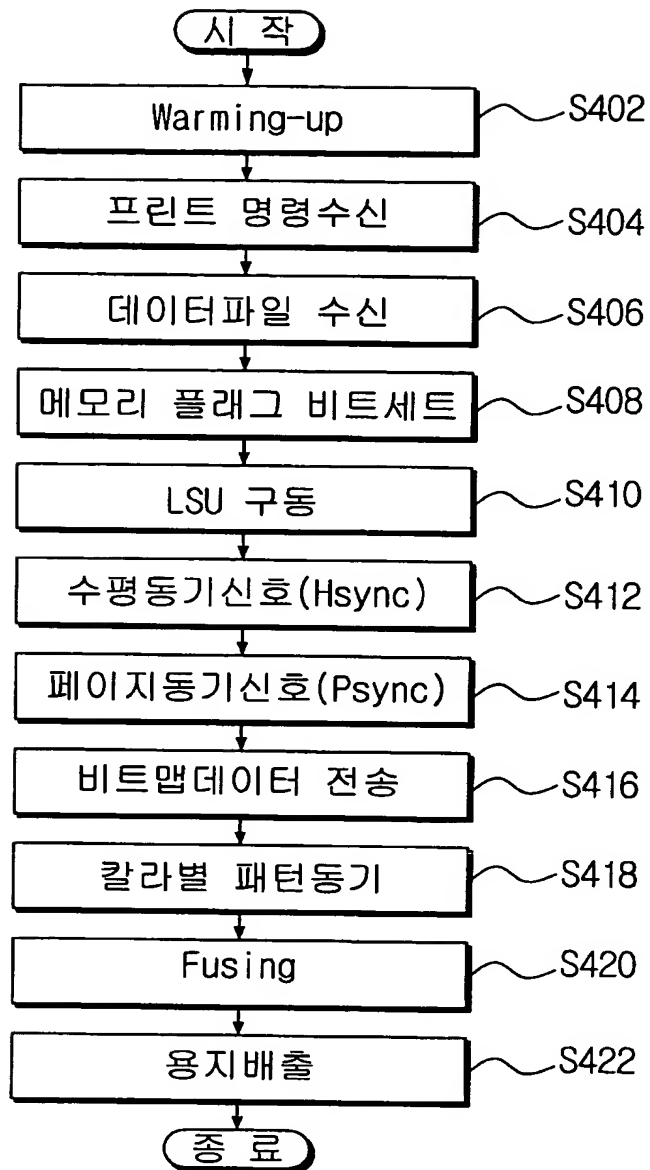 시 작
Warming-up
S402
프린트 명령수신
S404
데이터파일 수신
S406
메모리 플래그 비트세트
S408
LSU 구동
S410
수평동기신호(Hsync)
S412
페이지동기신호(Psync)
S414
비트맵데이터 전송
S416
칼라별 패턴동기
S418
Fusing
S420
용지배출
S422
종 료